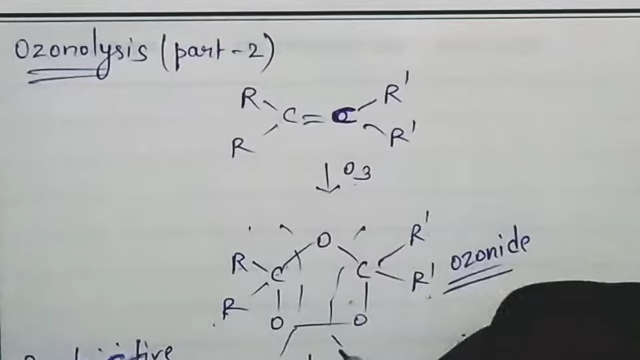 Ozonolysis (part-2)
R R'
C = C
R R'
↓ O3
O R'
R C C R' ozonide
R
O O